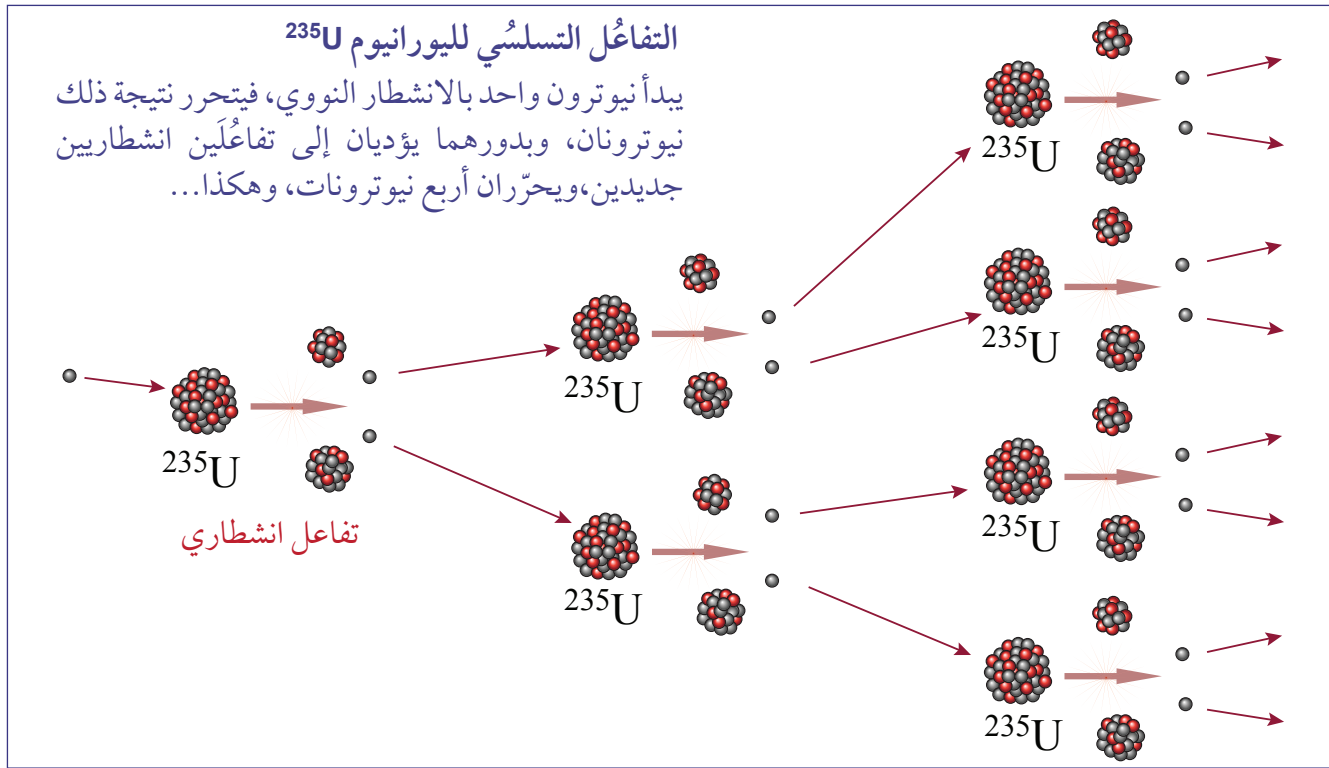 التفاعُل التسلسُي لليورانيوم ²³⁵U
يبدأ نيوترون واحد بالانشطار النووي، فيتحرر نتيجة ذلك
نيوترونان، وبدورهما يؤديان إلى تفاعُلَين انشطاريين
جديدين،ويحرّران أربع نيوترونات، وهكذا...
²³⁵U
تفاعل انشطاري
²³⁵U
²³⁵U
²³⁵U
²³⁵U
²³⁵U
²³⁵U